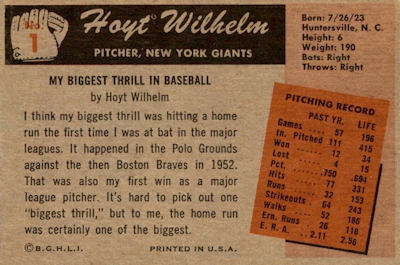 No. 1
Hoyt Wilhelm
PITCHER, NEW YORK GIANTS
Born: 7/26/23
Huntersville, N. C.
Height: 6
Weight: 190
Bats: Right
Throws: Right
MY BIGGEST THRILL IN BASEBALL
by Hoyt Wilhelm
I think my biggest thrill was hitting a home
run the first time I was at bat in the major
leagues. It happened in the Polo Grounds
against the then Boston Braves in 1952.
That was also my first win as a major
league pitcher. It's hard to pick out one
"biggest thrill," but to me, the home run
was certainly one of the biggest.
©B.G.H.L.I. PRINTED IN U.S.A.
PITCHING RECORD
PAST YR. LIFE
Games 57 196
In. Pitched 111 415
Won 12 34
Lost 4 15
Pct. .750 .694
Hits 77 331
Runs 32 153
Strikeouts 64 243
Walks 52 187
Ern. Runs 26 118
E. R. A. 2.11 2.56